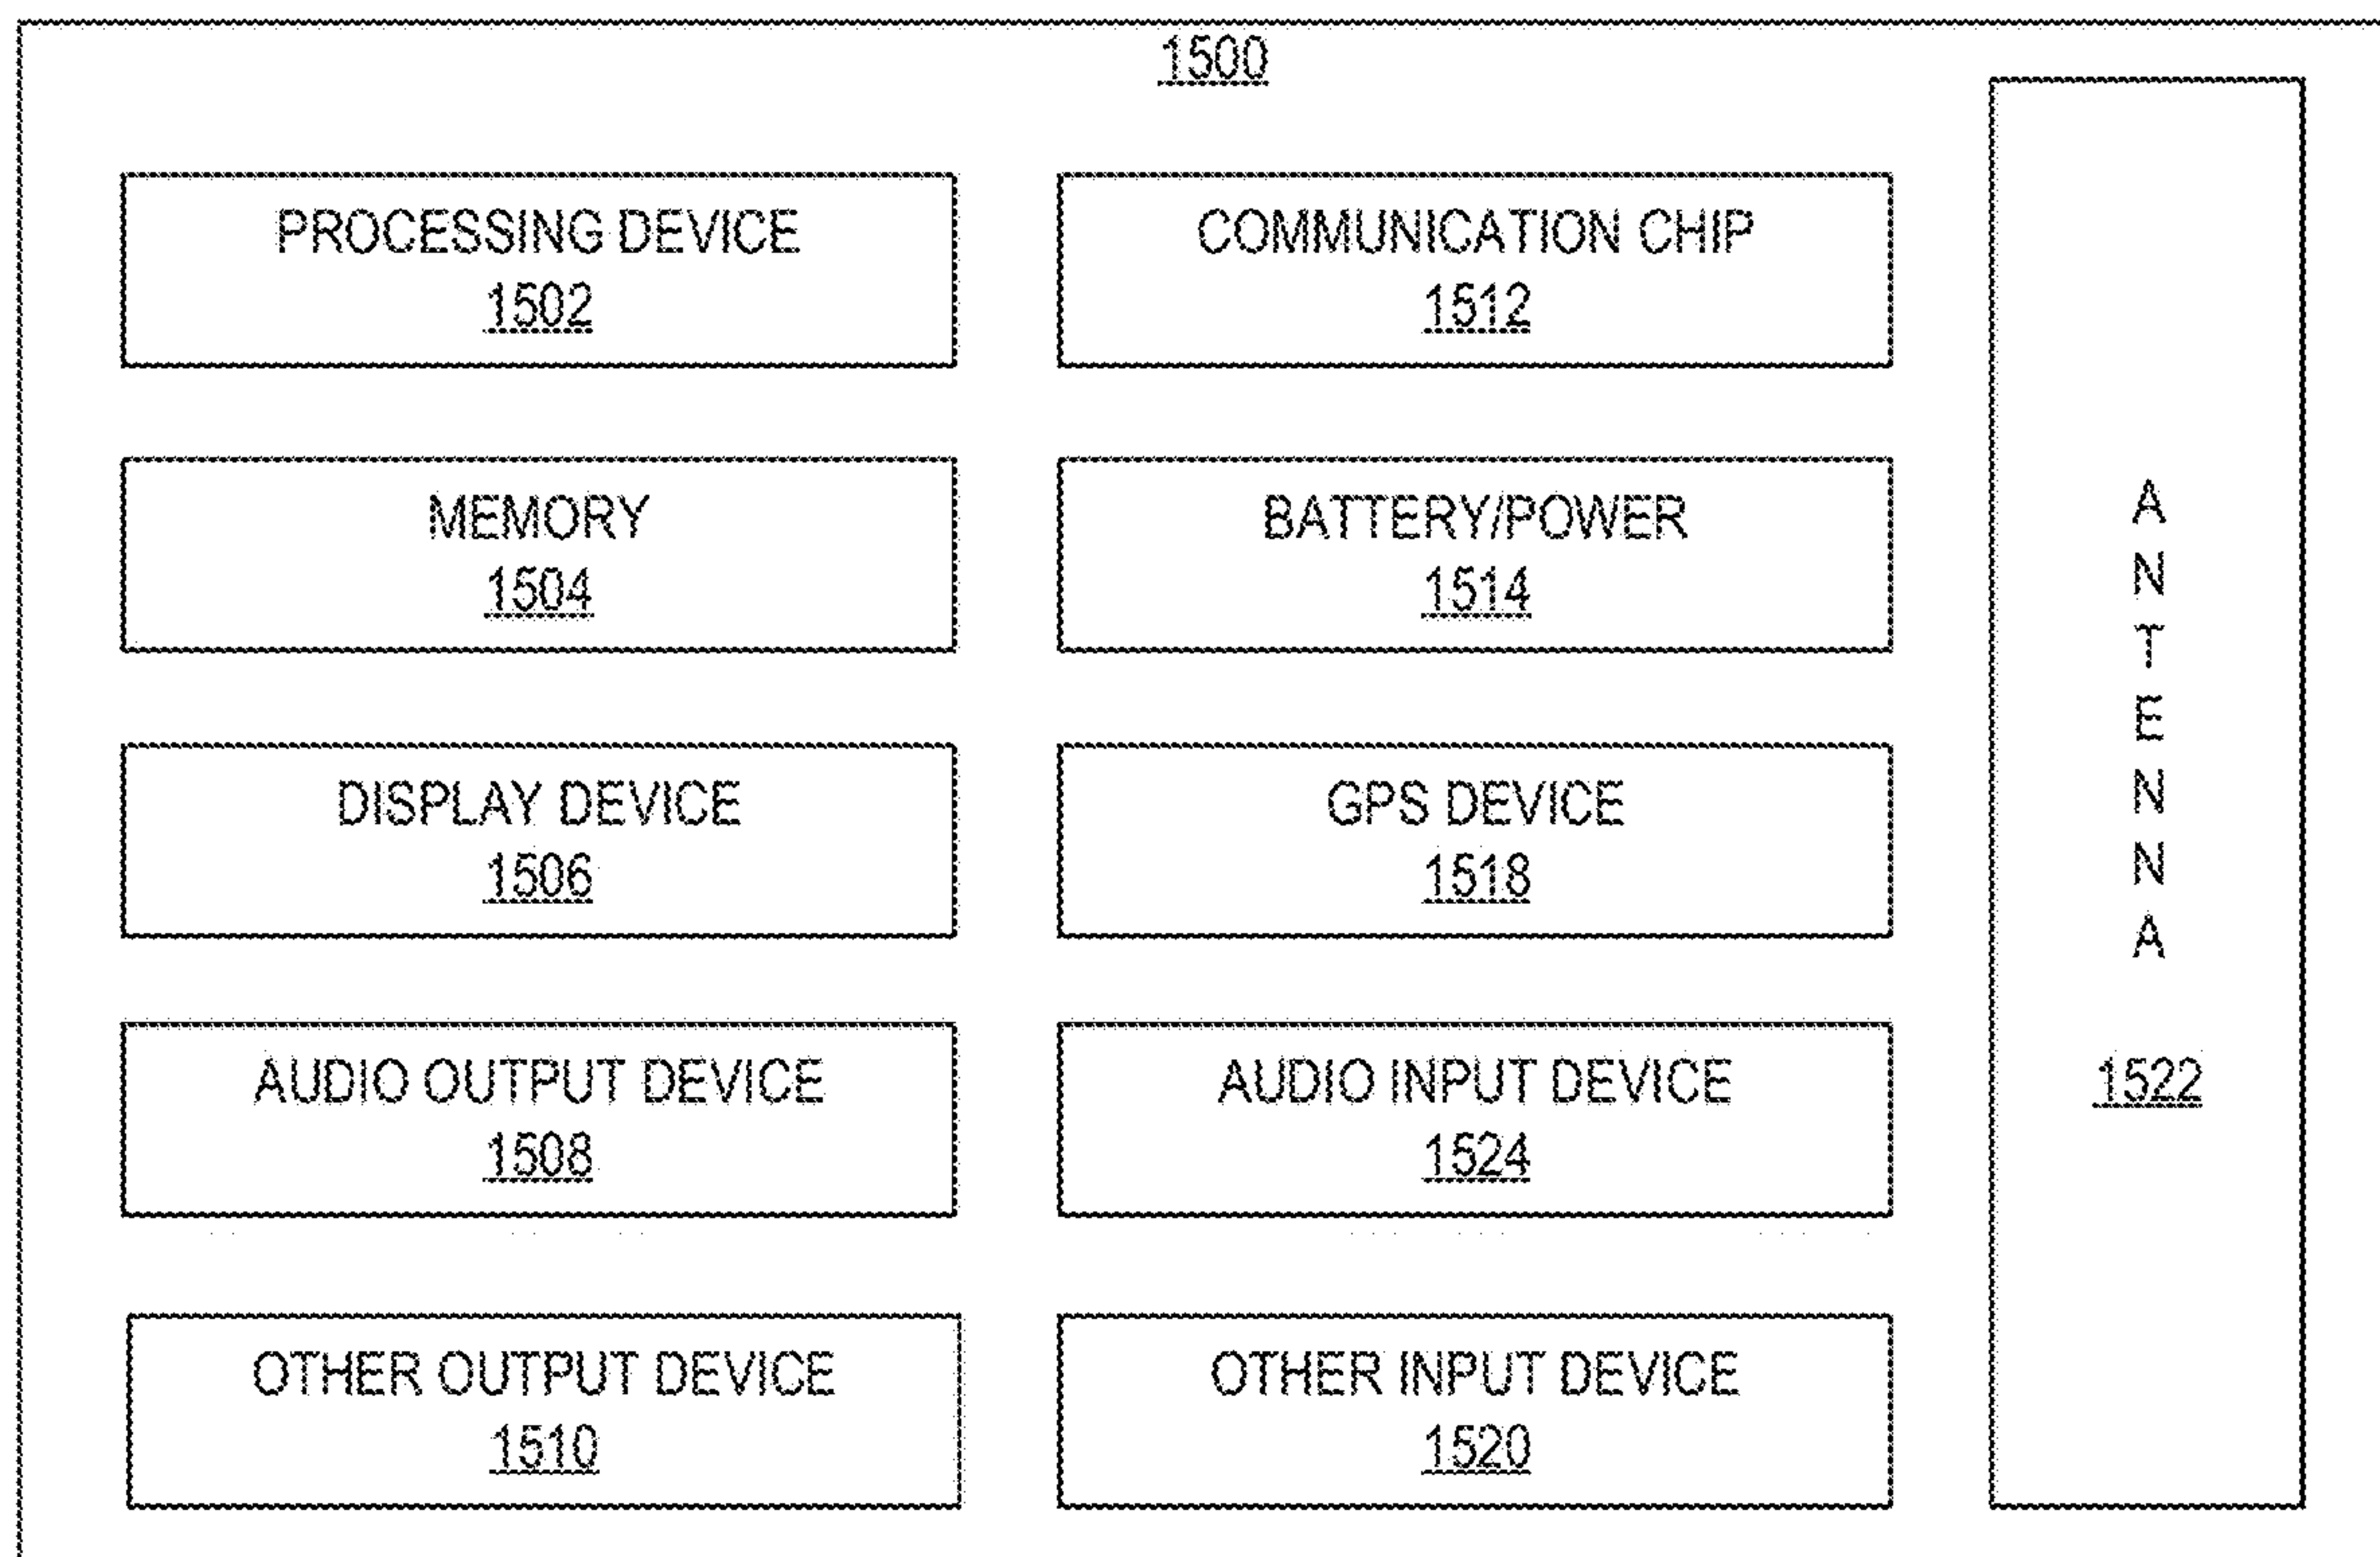 1500
PROCESSING DEVICE
1502
COMMUNICATION CHIP
1512
MEMORY
1504
BATTERY/POWER
1514
DISPLAY DEVICE
1506
GPS DEVICE
1518
AUDIO OUTPUT DEVICE
1508
AUDIO INPUT DEVICE
1524
OTHER OUTPUT DEVICE
1510
OTHER INPUT DEVICE
1520
ANTENNA
1522